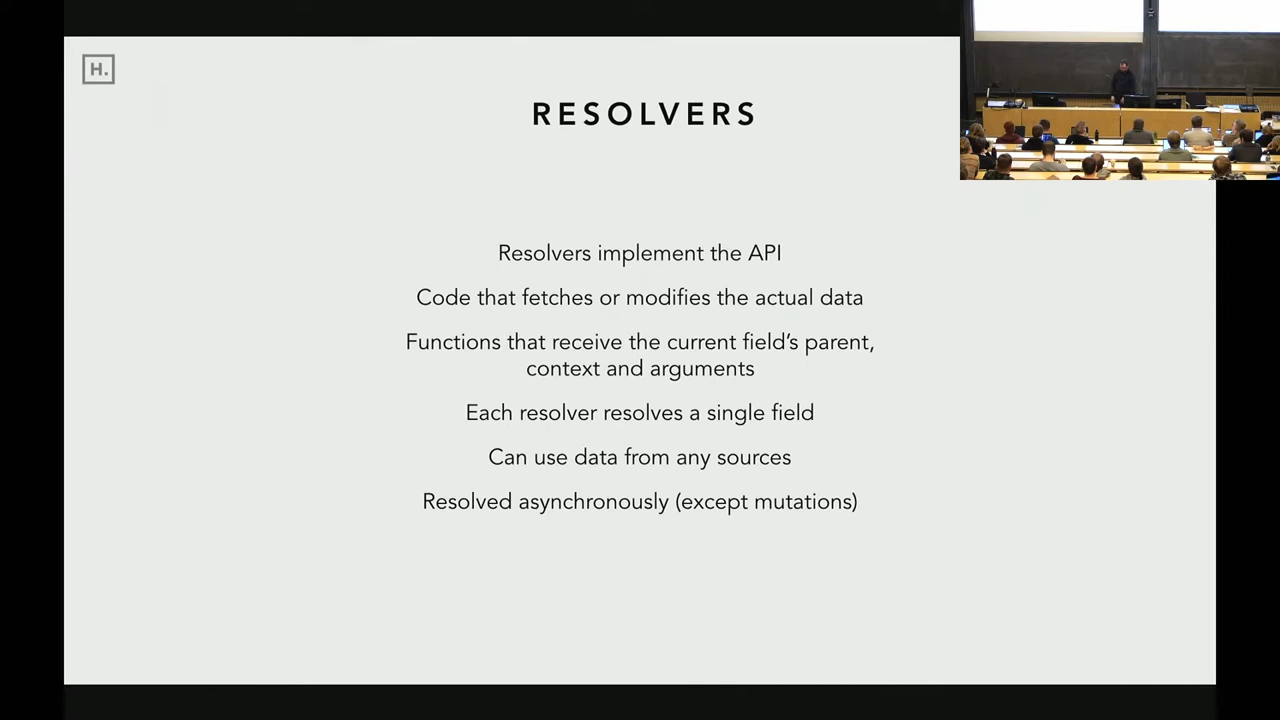 H.
RESOLVERS
Resolvers implement the API
Code that fetches or modifies the actual data
Functions that receive the current field’s parent,
context and arguments
Each resolver resolves a single field
Can use data from any sources
Resolved asynchronously (except mutations)